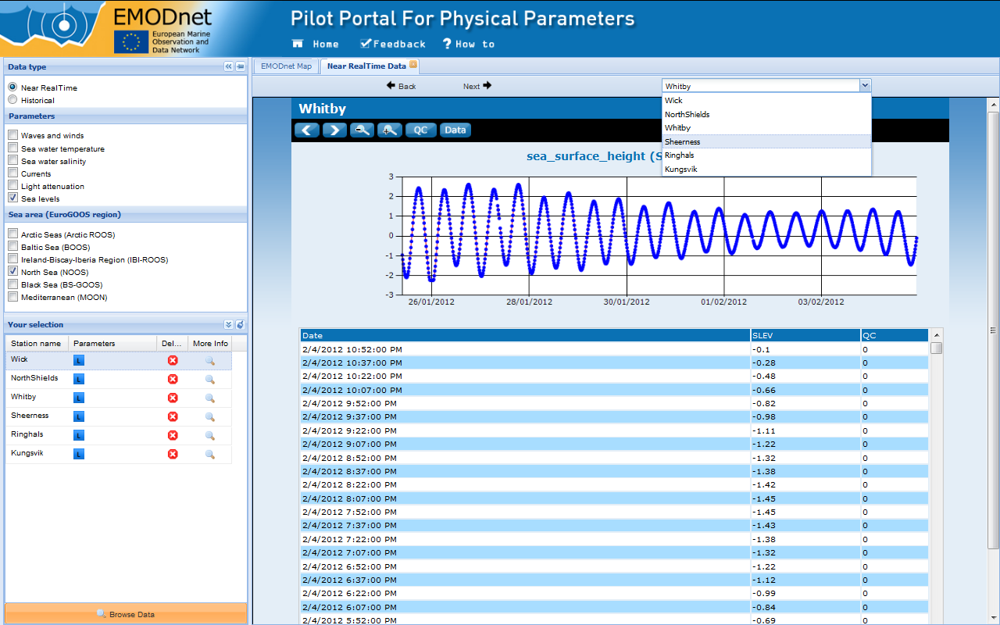 EMODnet
European Marine
Observation and
Data Network
Pilot Portal For Physical Parameters
Home Feedback ? How to
Data type
Near RealTime
Historical
Parameters
Waves and winds
Sea water temperature
Sea water salinity
Currents
Light attenuation
Sea levels
Sea area (EuroGOOS region)
Arctic Seas (Arctic ROOS)
Baltic Sea (BOOS)
Ireland-Biscay-Iberia Region (IBI-ROOS)
North Sea (NOOS)
Black Sea (BS-GOOS)
Mediterranean (MOON)
Your selection
Station name Parameters Del... More Info
Wick L
NorthShields L
Whitby L
Sheerness L
Ringhals L
Kungsvik L
Browse Data
EMODnet Map Near RealTime Data
Back Next Whitby
Wick
NorthShields
Whitby
Sheerness
Ringhals
Kungsvik
Whitby
QC Data
sea_surface_height (S
3
2
1
0
-1
-2
-3
26/01/2012 28/01/2012 30/01/2012 01/02/2012 03/02/2012
Date SLEV QC
2/4/2012 10:52:00 PM -0.1 0
2/4/2012 10:37:00 PM -0.28 0
2/4/2012 10:22:00 PM -0.48 0
2/4/2012 10:07:00 PM -0.66 0
2/4/2012 9:52:00 PM -0.82 0
2/4/2012 9:37:00 PM -0.98 0
2/4/2012 9:22:00 PM -1.11 0
2/4/2012 9:07:00 PM -1.22 0
2/4/2012 8:52:00 PM -1.32 0
2/4/2012 8:37:00 PM -1.38 0
2/4/2012 8:22:00 PM -1.42 0
2/4/2012 8:07:00 PM -1.45 0
2/4/2012 7:52:00 PM -1.45 0
2/4/2012 7:37:00 PM -1.43 0
2/4/2012 7:22:00 PM -1.38 0
2/4/2012 7:07:00 PM -1.32 0
2/4/2012 6:52:00 PM -1.22 0
2/4/2012 6:37:00 PM -1.12 0
2/4/2012 6:22:00 PM -0.99 0
2/4/2012 6:07:00 PM -0.84 0
2/4/2012 5:52:00 PM -0.69 0